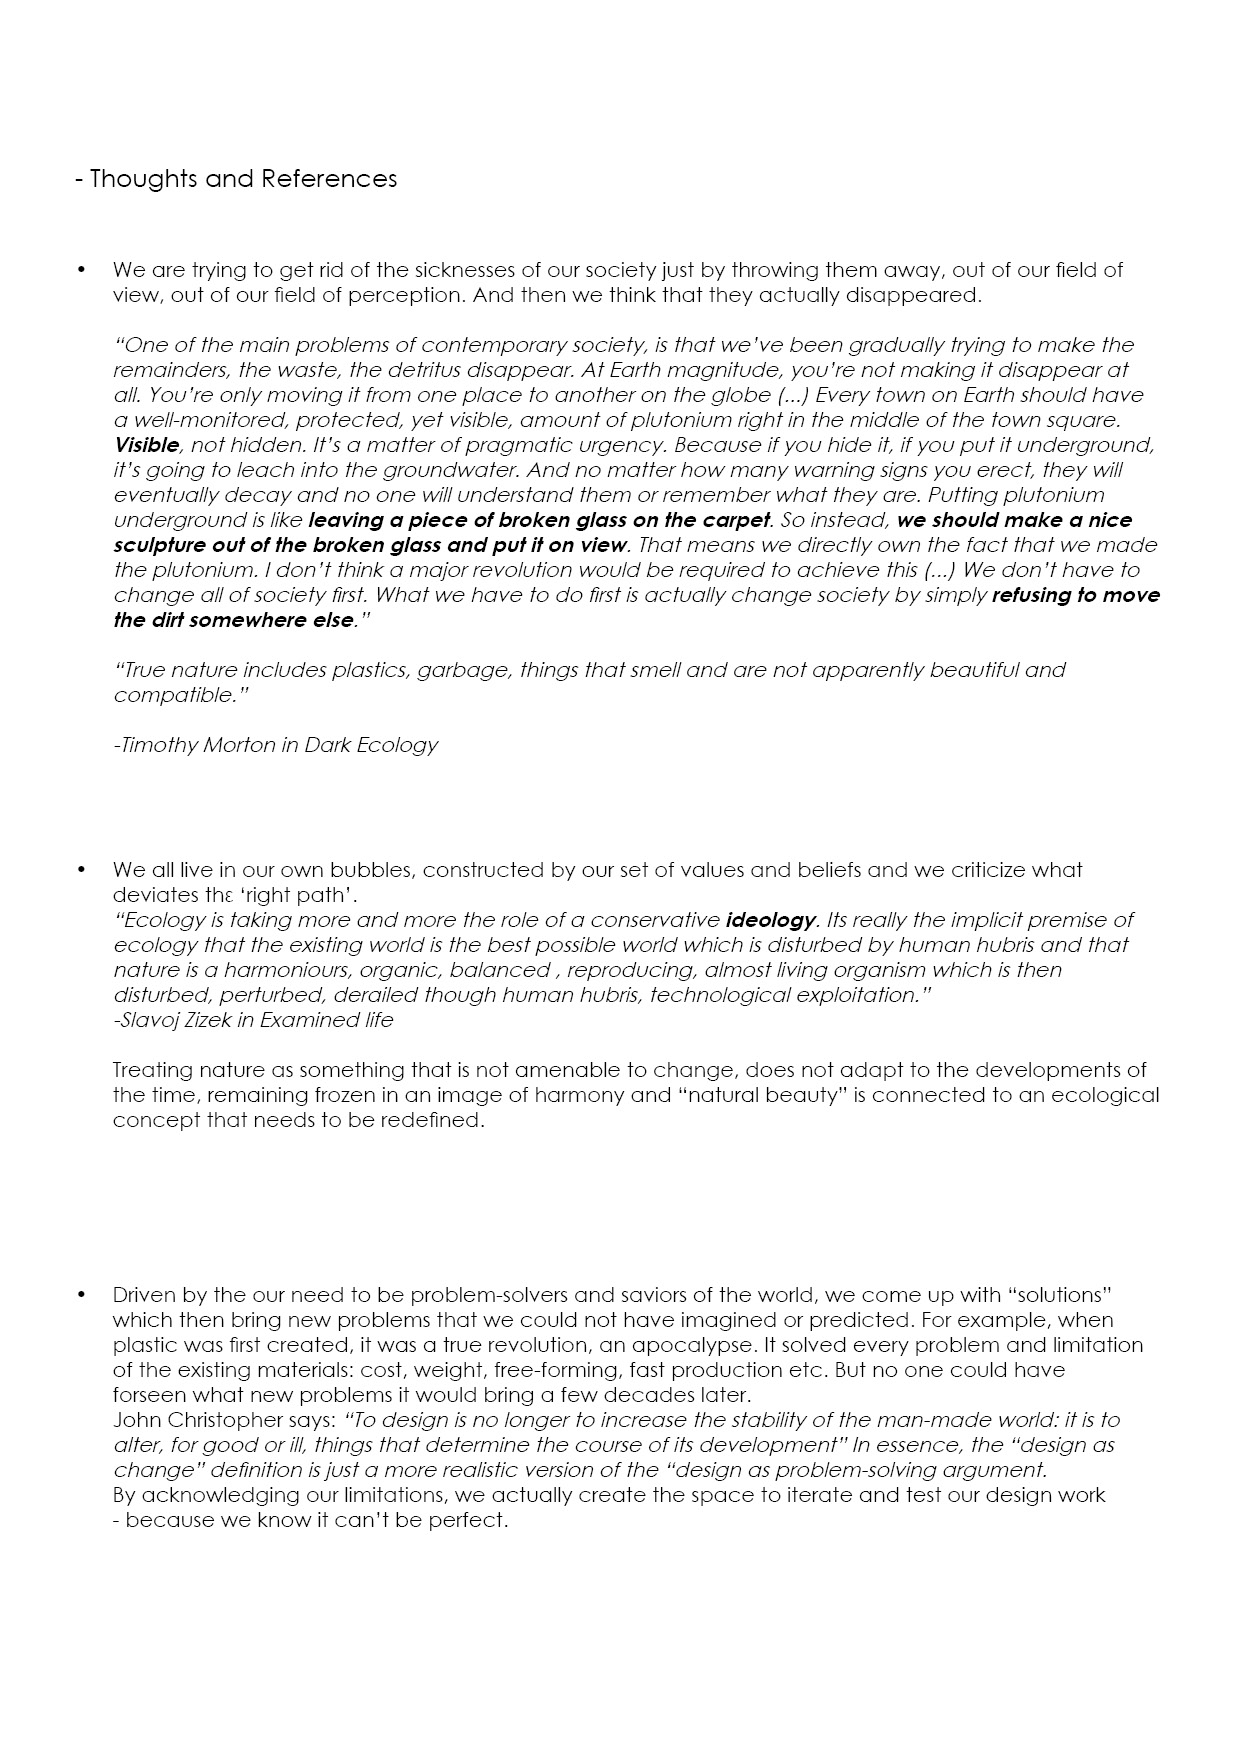 - Thoughts and References
• We are trying to get rid of the sicknesses of our society just by throwing them away, out of our field of
view, out of our field of perception. And then we think that they actually disappeared.
“One of the main problems of contemporary society, is that we’ve been gradually trying to make the
remainders, the waste, the detritus disappear. At Earth magnitude, you’re not making it disappear at
all. You’re only moving it from one place to another on the globe (...) Every town on Earth should have
a well-monitored, protected, yet visible, amount of plutonium right in the middle of the town square.
Visible, not hidden. It’s a matter of pragmatic urgency. Because if you hide it, if you put it underground,
it’s going to leach into the groundwater. And no matter how many warning signs you erect, they will
eventually decay and no one will understand them or remember what they are. Putting plutonium
underground is like leaving a piece of broken glass on the carpet. So instead, we should make a nice
sculpture out of the broken glass and put it on view. That means we directly own the fact that we made
the plutonium. I don’t think a major revolution would be required to achieve this (...) We don’t have to
change all of society first. What we have to do first is actually change society by simply refusing to move
the dirt somewhere else.”
“True nature includes plastics, garbage, things that smell and are not apparently beautiful and
compatible.”
-Timothy Morton in Dark Ecology
• We all live in our own bubbles, constructed by our set of values and beliefs and we criticize what
deviates thε ‘right path’.
“Ecology is taking more and more the role of a conservative ideology. Its really the implicit premise of
ecology that the existing world is the best possible world which is disturbed by human hubris and that
nature is a harmoniours, organic, balanced , reproducing, almost living organism which is then
disturbed, perturbed, derailed though human hubris, technological exploitation.”
-Slavoj Zizek in Examined life
Treating nature as something that is not amenable to change, does not adapt to the developments of
the time, remaining frozen in an image of harmony and “natural beauty” is connected to an ecological
concept that needs to be redefined.
• Driven by the our need to be problem-solvers and saviors of the world, we come up with “solutions”
which then bring new problems that we could not have imagined or predicted. For example, when
plastic was first created, it was a true revolution, an apocalypse. It solved every problem and limitation
of the existing materials: cost, weight, free-forming, fast production etc. But no one could have
forseen what new problems it would bring a few decades later.
John Christopher says: “To design is no longer to increase the stability of the man-made world: it is to
alter, for good or ill, things that determine the course of its development” In essence, the “design as
change” definition is just a more realistic version of the “design as problem-solving argument.
By acknowledging our limitations, we actually create the space to iterate and test our design work
- because we know it can’t be perfect.